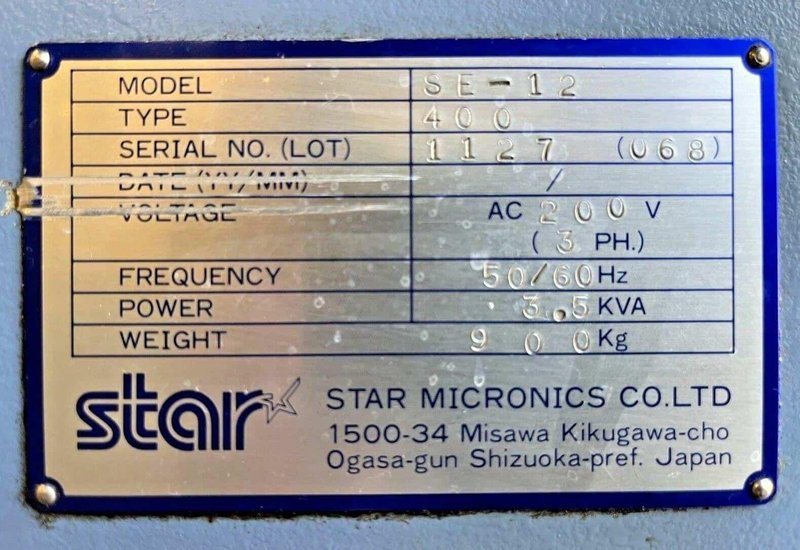 MODEL SE-12
TYPE 400
SERIAL NO. (LOT) 1127 (068)
DATE (YY/MM) /
VOLTAGE AC 200 V
(3 PH.)
FREQUENCY 50/60Hz
POWER 3.5 KVA
WEIGHT 900 Kg
star
STAR MICRONICS CO.LTD
1500-34 Misawa Kikugawa-cho
Ogasa-gun Shizuoka-pref. Japan